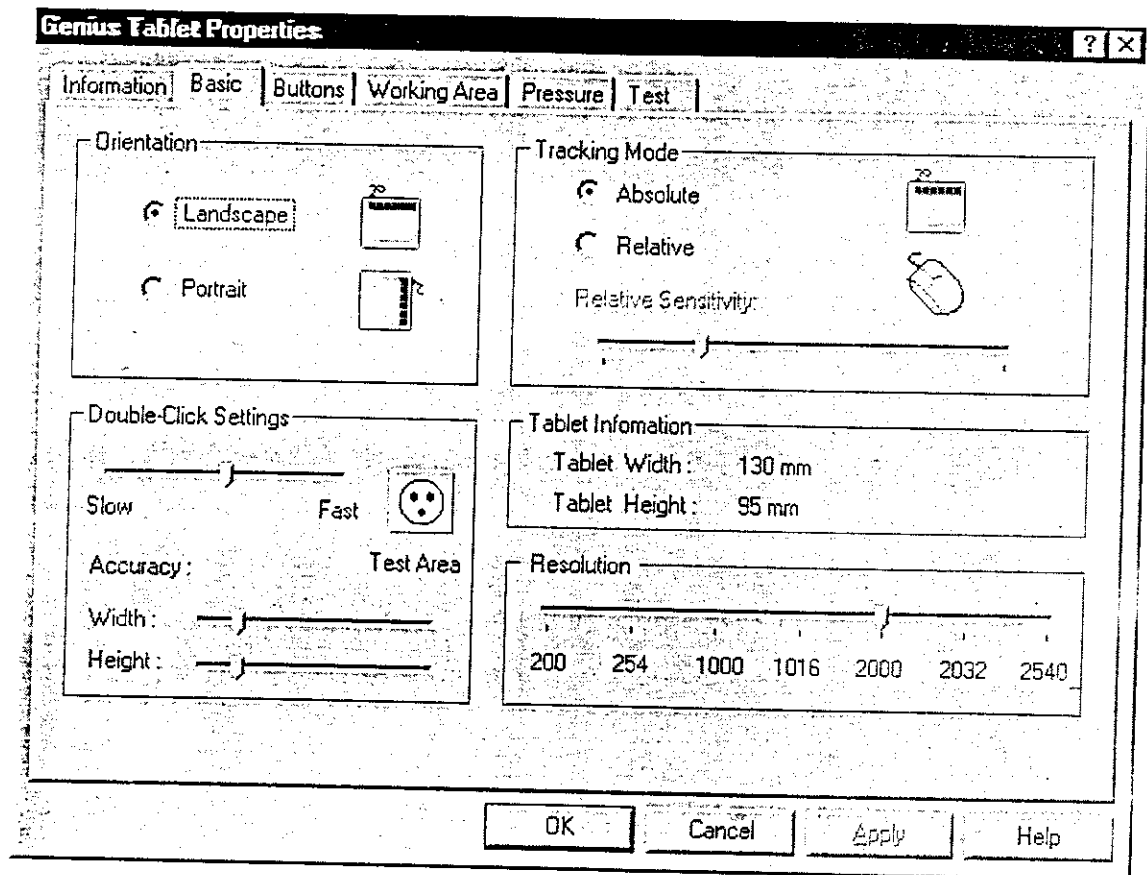 Genius Tablet Properties
? X
Information Basic Buttons Working Area Pressure Test
Orientation
Landscape
Portrait
Tracking Mode
Absolute
Relative
Relative Sensitivity:
Double-Click Settings
Slow Fast
Test Area
Accuracy :
Width :
Height :
Tablet Infomation
Tablet Width : 130 mm
Tablet Height : 95 mm
Resolution
200 254 1000 1016 2000 2032 2540
OK Cancel Apply Help